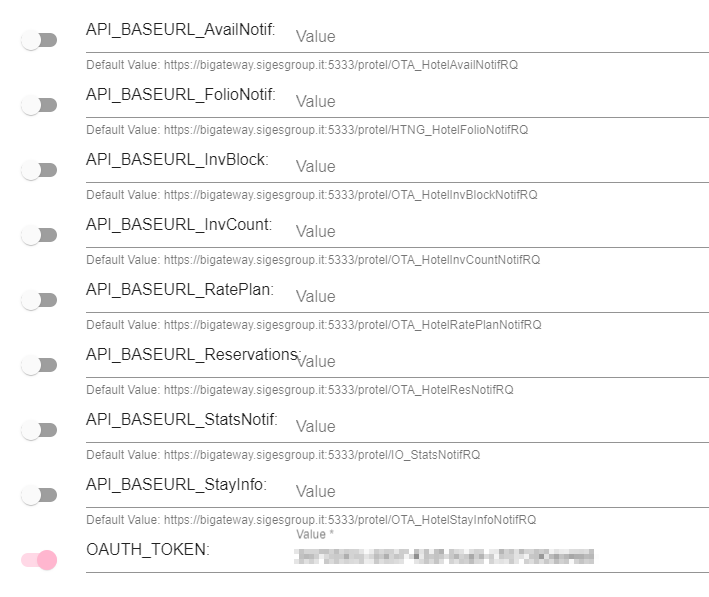 API_BASEURL_AvailNotif: Value
Default Value: https://bigateway.sigesgroup.it:5333/protel/OTA_HotelAvailNotifRQ
API_BASEURL_FolioNotif: Value
Default Value: https://bigateway.sigesgroup.it:5333/protel/HTNG_HotelFolioNotifRQ
API_BASEURL_InvBlock: Value
Default Value: https://bigateway.sigesgroup.it:5333/protel/OTA_HotelInvBlockNotifRQ
API_BASEURL_InvCount: Value
Default Value: https://bigateway.sigesgroup.it:5333/protel/OTA_HotelInvCountNotifRQ
API_BASEURL_RatePlan: Value
Default Value: https://bigateway.sigesgroup.it:5333/protel/OTA_HotelRatePlanNotifRQ
API_BASEURL_Reservations: Value
Default Value: https://bigateway.sigesgroup.it:5333/protel/OTA_HotelResNotifRQ
API_BASEURL_StatsNotif: Value
Default Value: https://bigateway.sigesgroup.it:5333/protel/IO_StatsNotifRQ
API_BASEURL_StayInfo: Value
Default Value: https://bigateway.sigesgroup.it:5333/protel/OTA_HotelStayInfoNotifRQ
Value *
OAUTH_TOKEN: